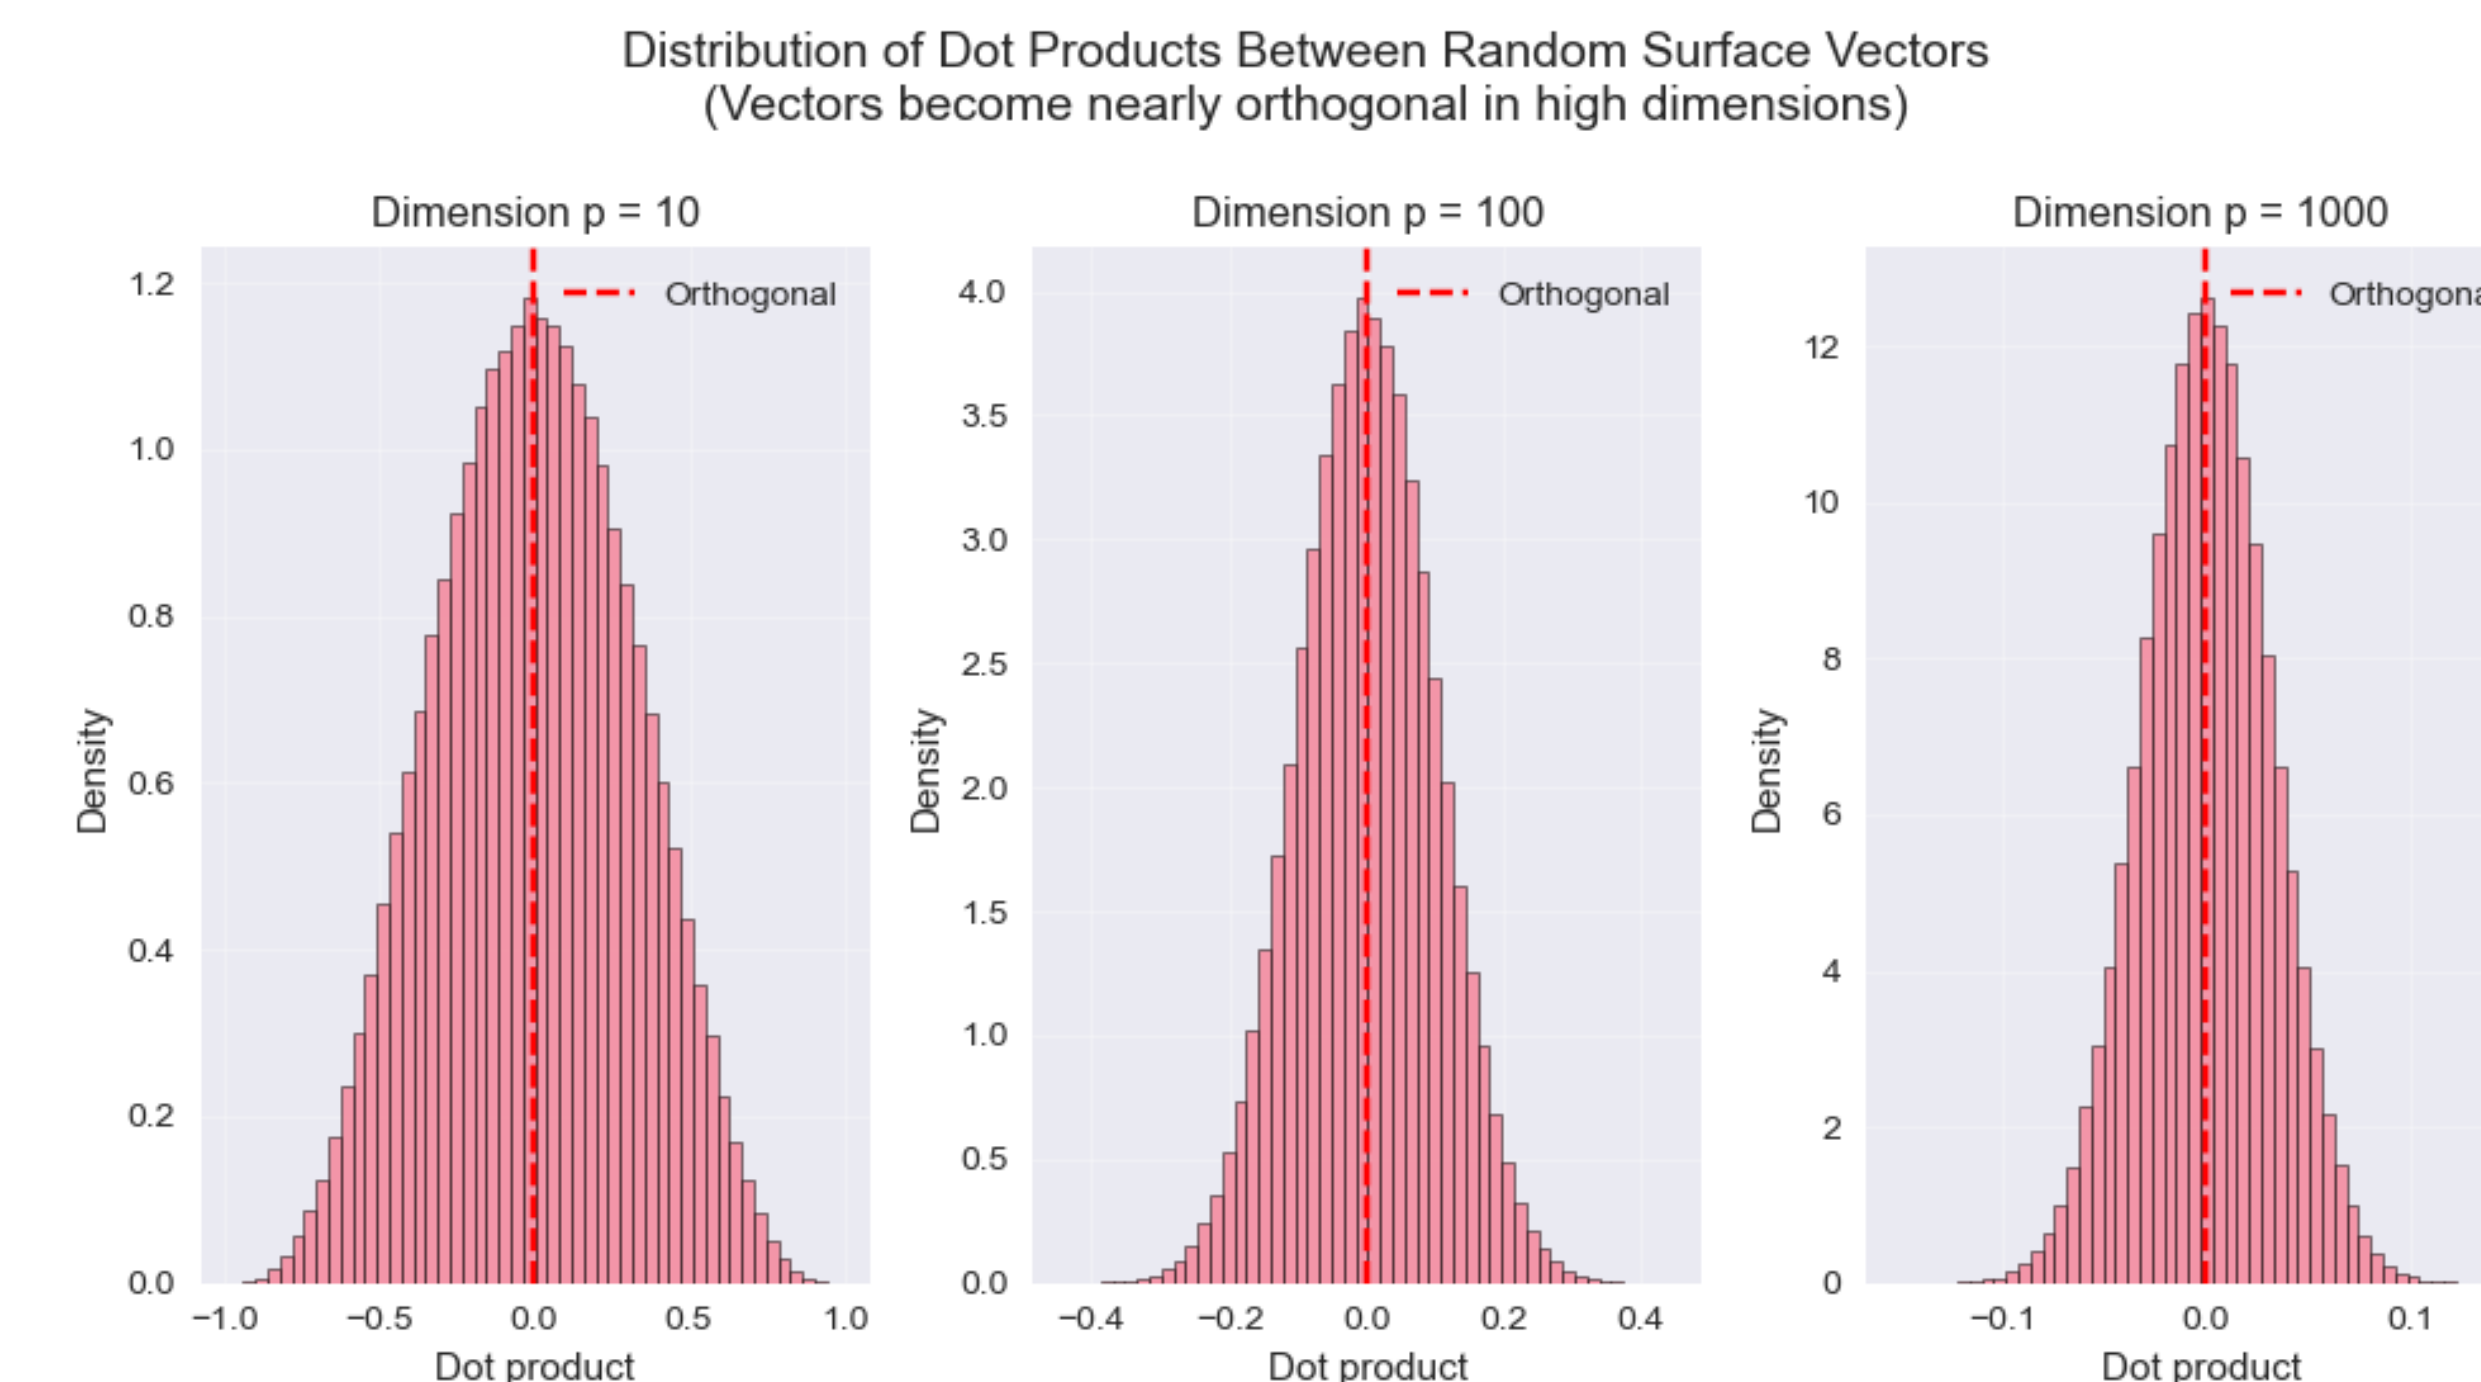 Distribution of Dot Products Between Random Surface Vectors
(Vectors become nearly orthogonal in high dimensions)
Dimension p = 10
Orthogonal
1.2
1.0
0.8
0.6
0.4
0.2
0.0
Density
−1.0 −0.5 0.0 0.5 1.0
Dot product
Dimension p = 100
Orthogonal
4.0
3.5
3.0
2.5
2.0
1.5
1.0
0.5
0.0
Density
−0.4 −0.2 0.0 0.2 0.4
Dot product
Dimension p = 1000
Orthogona
12
10
8
6
4
2
0
Density
−0.1 0.0 0.1
Dot product